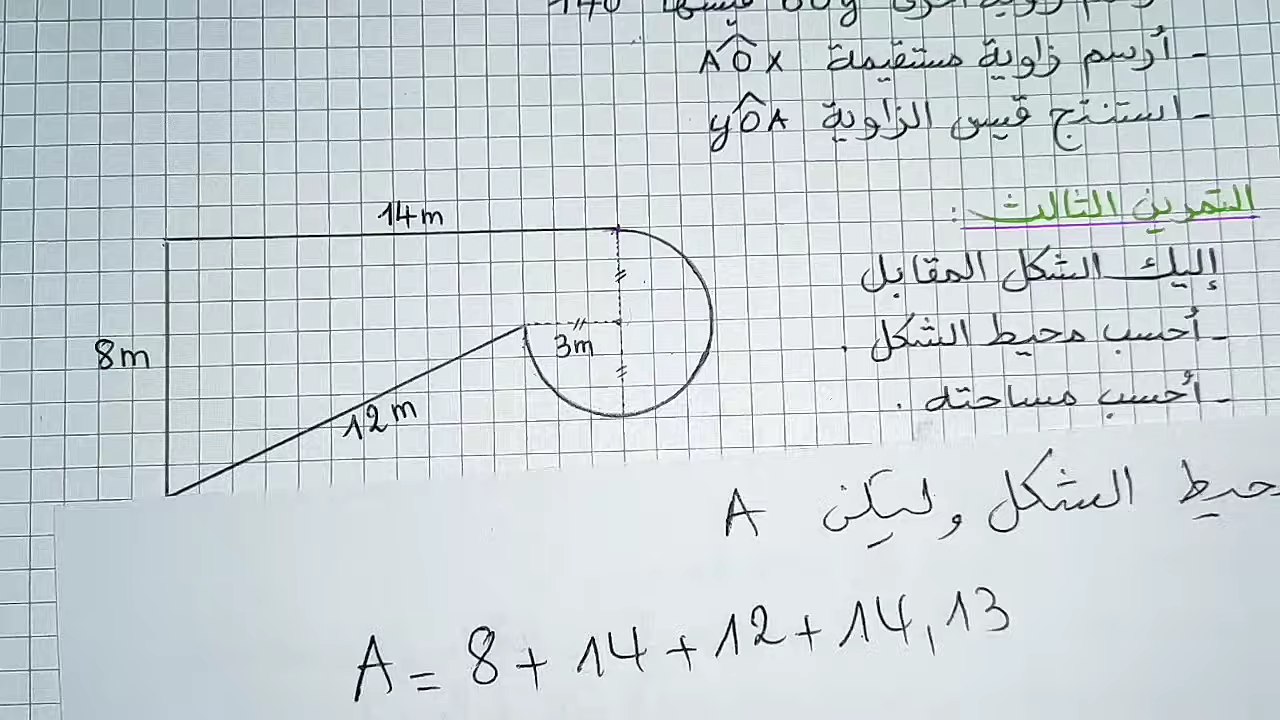 - أرسم زاوية مستقيمة AÔX
- استنتج قيس الزاوية yÔA
التمرين الثالث :
إليك الشكل المقابل
- أحسب محيط الشكل .
- أحسب مساحته .
14m
8m
3m
12m
حيط الشكل وليكن A
A = 8 + 14 + 12 + 14,13